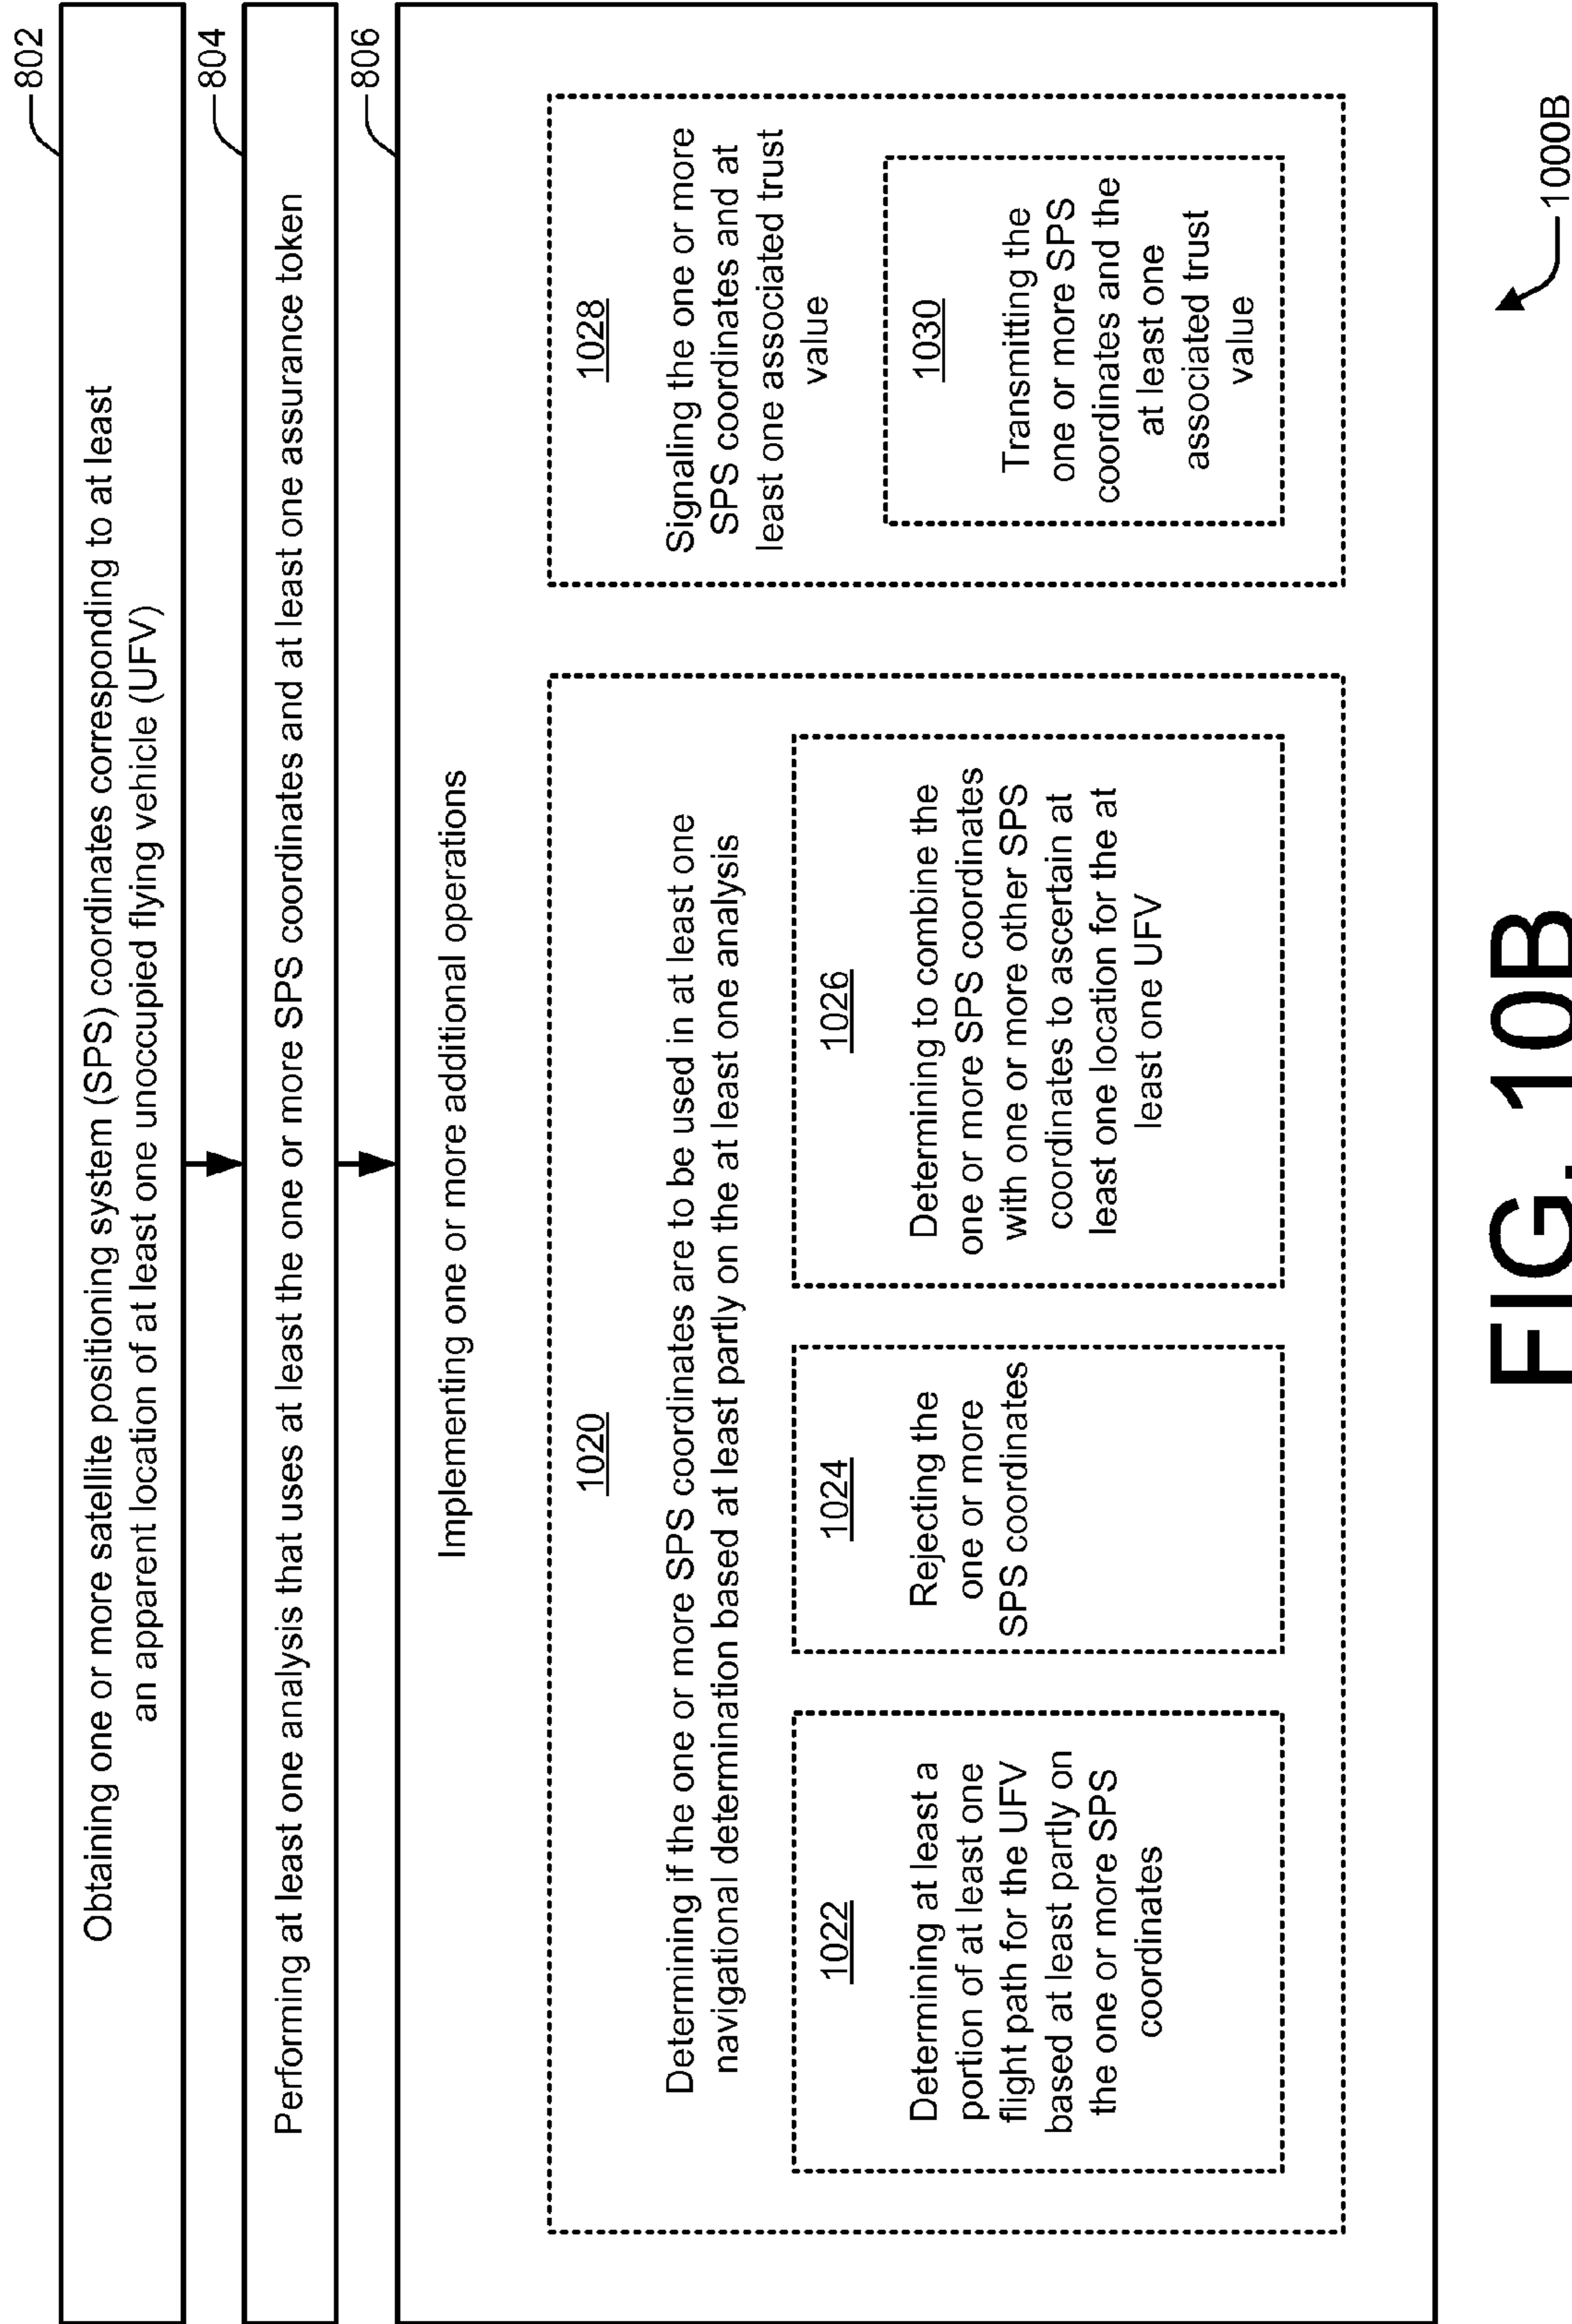 802
Obtaining one or more satellite positioning system (SPS) coordinates corresponding to at least
an apparent location of at least one unoccupied flying vehicle (UFV)
804
Performing at least one analysis that uses at least the one or more SPS coordinates and at least one assurance token
806
Implementing one or more additional operations
1020
Determining if the one or more SPS coordinates are to be used in at least one
navigational determination based at least partly on the at least one analysis
1022
Determining at least a
portion of at least one
flight path for the UFV
based at least partly on
the one or more SPS
coordinates
1024
Rejecting the
one or more
SPS coordinates
1026
Determining to combine the
one or more SPS coordinates
with one or more other SPS
coordinates to ascertain at
least one location for the at
least one UFV
1028
Signaling the one or more
SPS coordinates and at
least one associated trust
value
1030
Transmitting the
one or more SPS
coordinates and the
at least one
associated trust
value
1000B
FIG. 10B